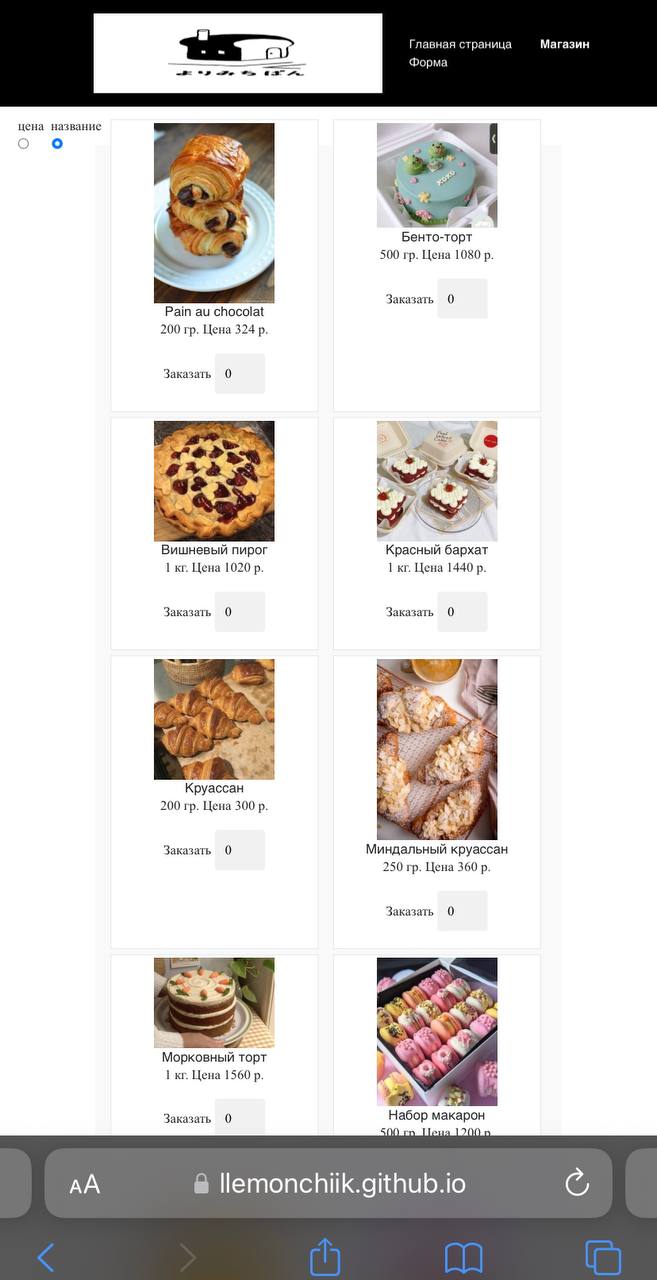 よりみちぱん
Главная страница
Магазин
Форма
цена название
Pain au chocolat
200 гр. Цена 324 р.
Заказать 0
XOXO
Бенто-торт
500 гр. Цена 1080 р.
Заказать 0
Вишневый пирог
1 кг. Цена 1020 р.
Заказать 0
Красный бархат
1 кг. Цена 1440 р.
Заказать 0
Круассан
200 гр. Цена 300 р.
Заказать 0
Миндальный круассан
250 гр. Цена 360 р.
Заказать 0
Морковный торт
1 кг. Цена 1560 р.
Заказать 0
Набор макарон
500 гр. Цена 1200 р.
AA
llemonchiik.github.io